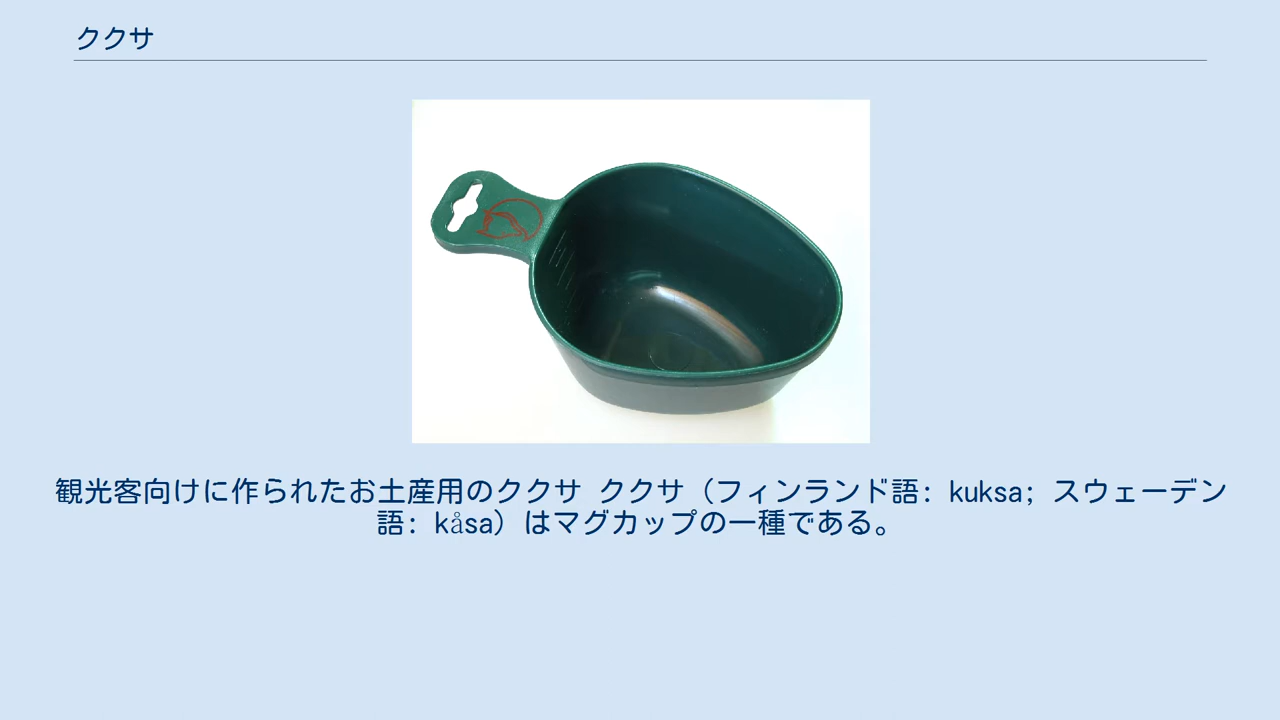 ククサ
観光客向けに作られたお土産用のククサ ククサ（フィンランド語: kuksa; スウェーデン
語: kåsa）はマグカップの一種である。